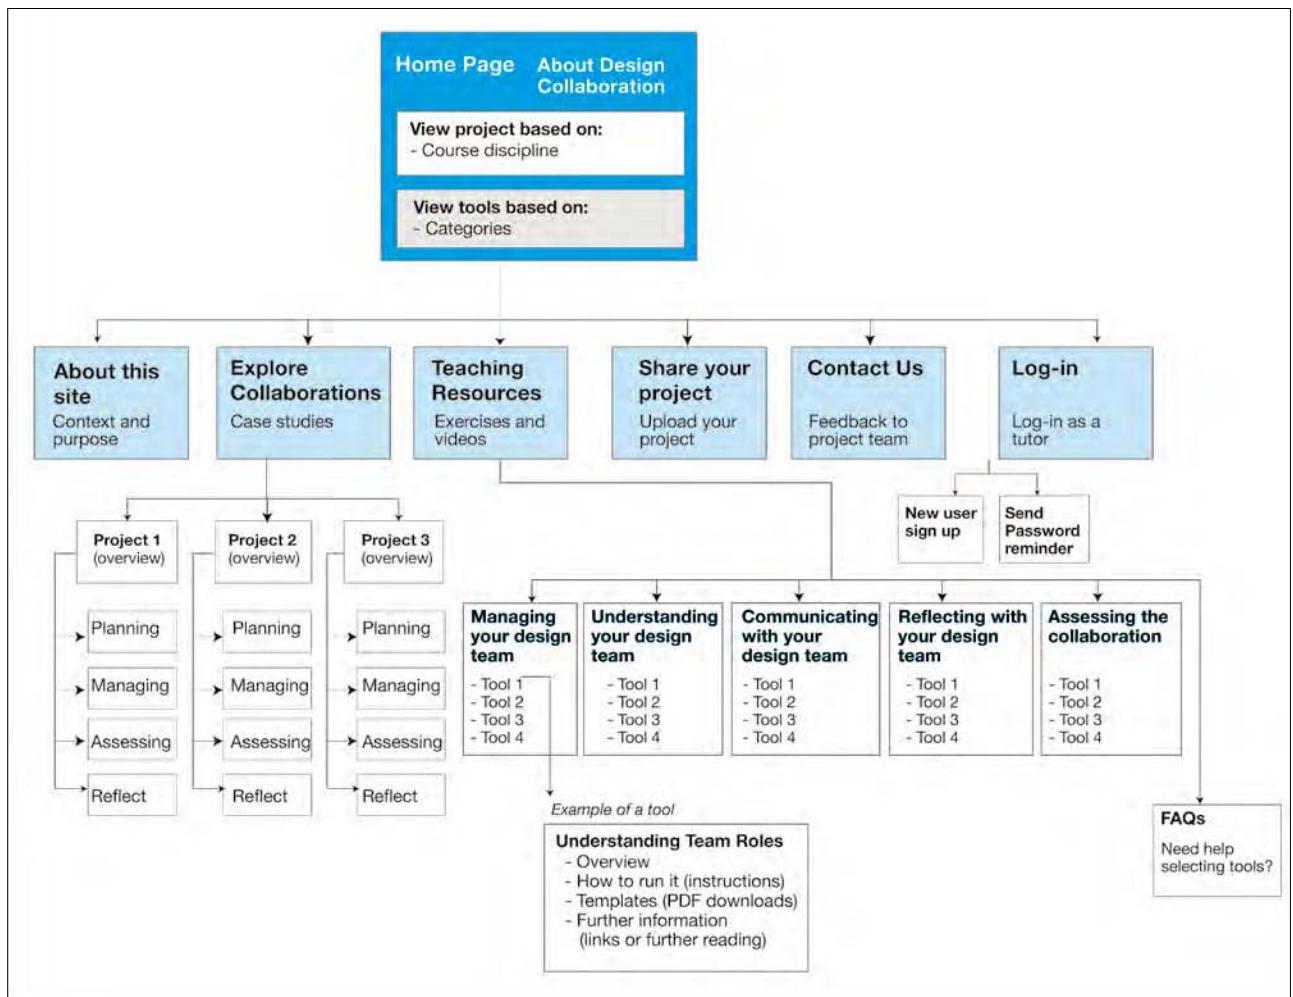 Home Page
About Design
Collaboration
View project based on:
- Course discipline
View tools based on:
- Categories
About this
site
Context and
purpose
Explore
Collaborations
Case studies
Teaching
Resources
Exercises and
videos
Share your
project
Upload your
project
Contact Us
Feedback to
project team
Log-in
Log-in as a
tutor
New user
sign up
Send
Password
reminder
Project 1
(overview)
Planning
Managing
Assessing
Reflect
Project 2
(overview)
Planning
Managing
Assessing
Reflect
Project 3
(overview)
Planning
Managing
Assessing
Reflect
Managing
your design
team
- Tool 1
- Tool 2
- Tool 3
- Tool 4
Understanding
your design
team
- Tool 1
- Tool 2
- Tool 3
- Tool 4
Communicating
with your
design team
- Tool 1
- Tool 2
- Tool 3
- Tool 4
Reflecting with
your design
team
- Tool 1
- Tool 2
- Tool 3
- Tool 4
Assessing the
collaboration
- Tool 1
- Tool 2
- Tool 3
- Tool 4
Example of a tool
Understanding Team Roles
- Overview
- How to run it (instructions)
- Templates (PDF downloads)
- Further information
(links or further reading)
FAQs
Need help
selecting tools?